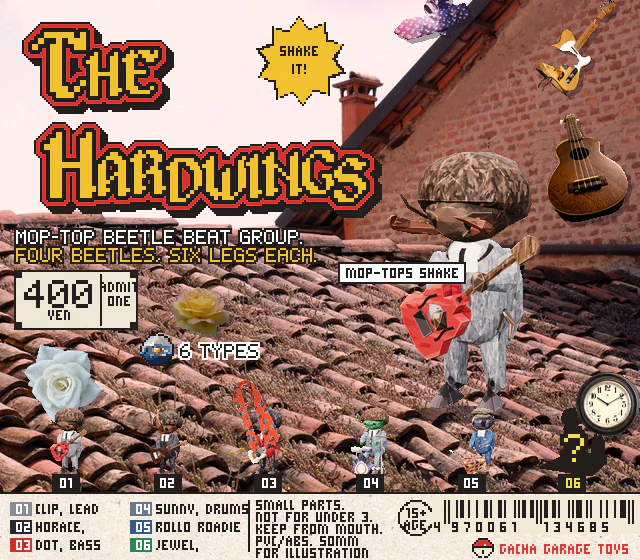 The
Hardwings
SHAKE
IT!
MOP-TOP BEETLE BEAT GROUP.
FOUR BEETLES. SIX LEGS EACH.
MOP-TOPS SHAKE
400
YEN
ADMIT
ONE
6 TYPES
01
02
03
04
05
06
?
01 CLIP, LEAD
02 HORACE,
03 DOT, BASS
04 SUNNY, DRUMS
05 ROLLO ROADIE
06 JEWEL,
SMALL PARTS.
NOT FOR UNDER 3.
KEEP FROM MOUTH.
PVC/ABS. 50MM
FOR ILLUSTRATION
15+
AGE
4 970061 134685
GACHA GARAGE TOYS